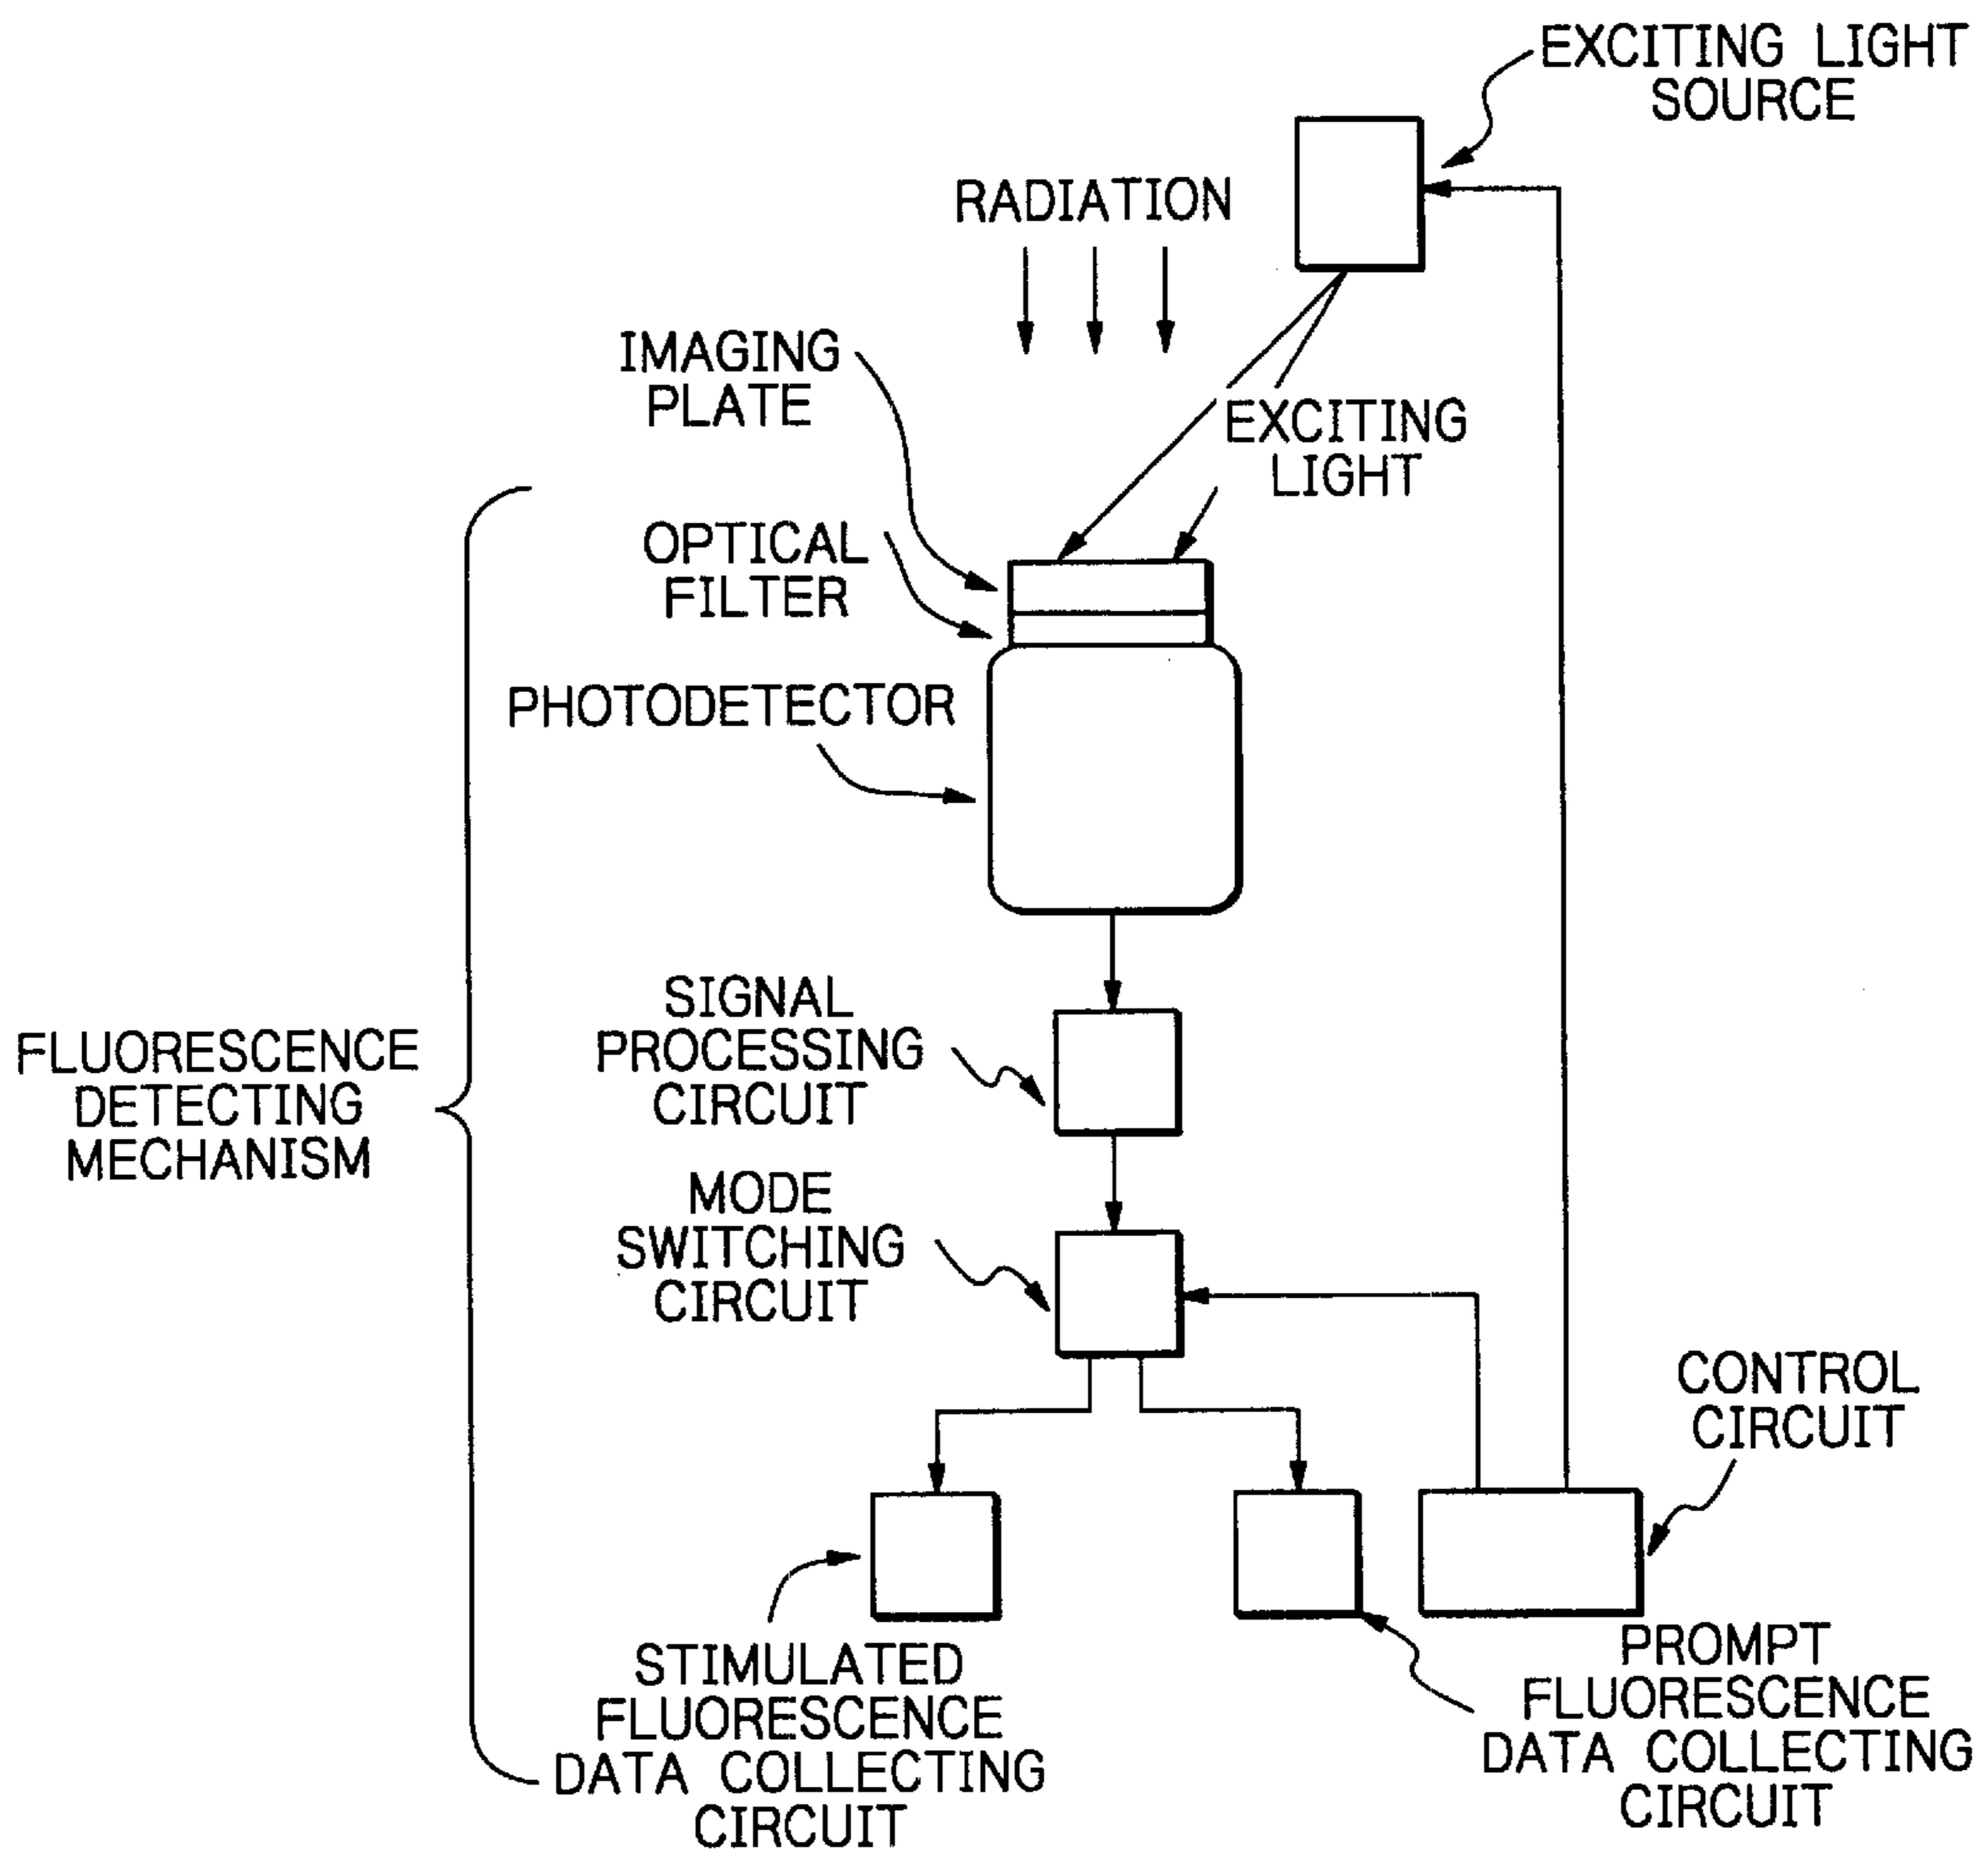 EXCITING LIGHT
SOURCE
RADIATION
IMAGING
PLATE
EXCITING
LIGHT
OPTICAL
FILTER
PHOTODETECTOR
SIGNAL
PROCESSING
CIRCUIT
FLUORESCENCE
DETECTING
MECHANISM
MODE
SWITCHING
CIRCUIT
CONTROL
CIRCUIT
STIMULATED
FLUORESCENCE
DATA COLLECTING
CIRCUIT
PROMPT
FLUORESCENCE
DATA COLLECTING
CIRCUIT